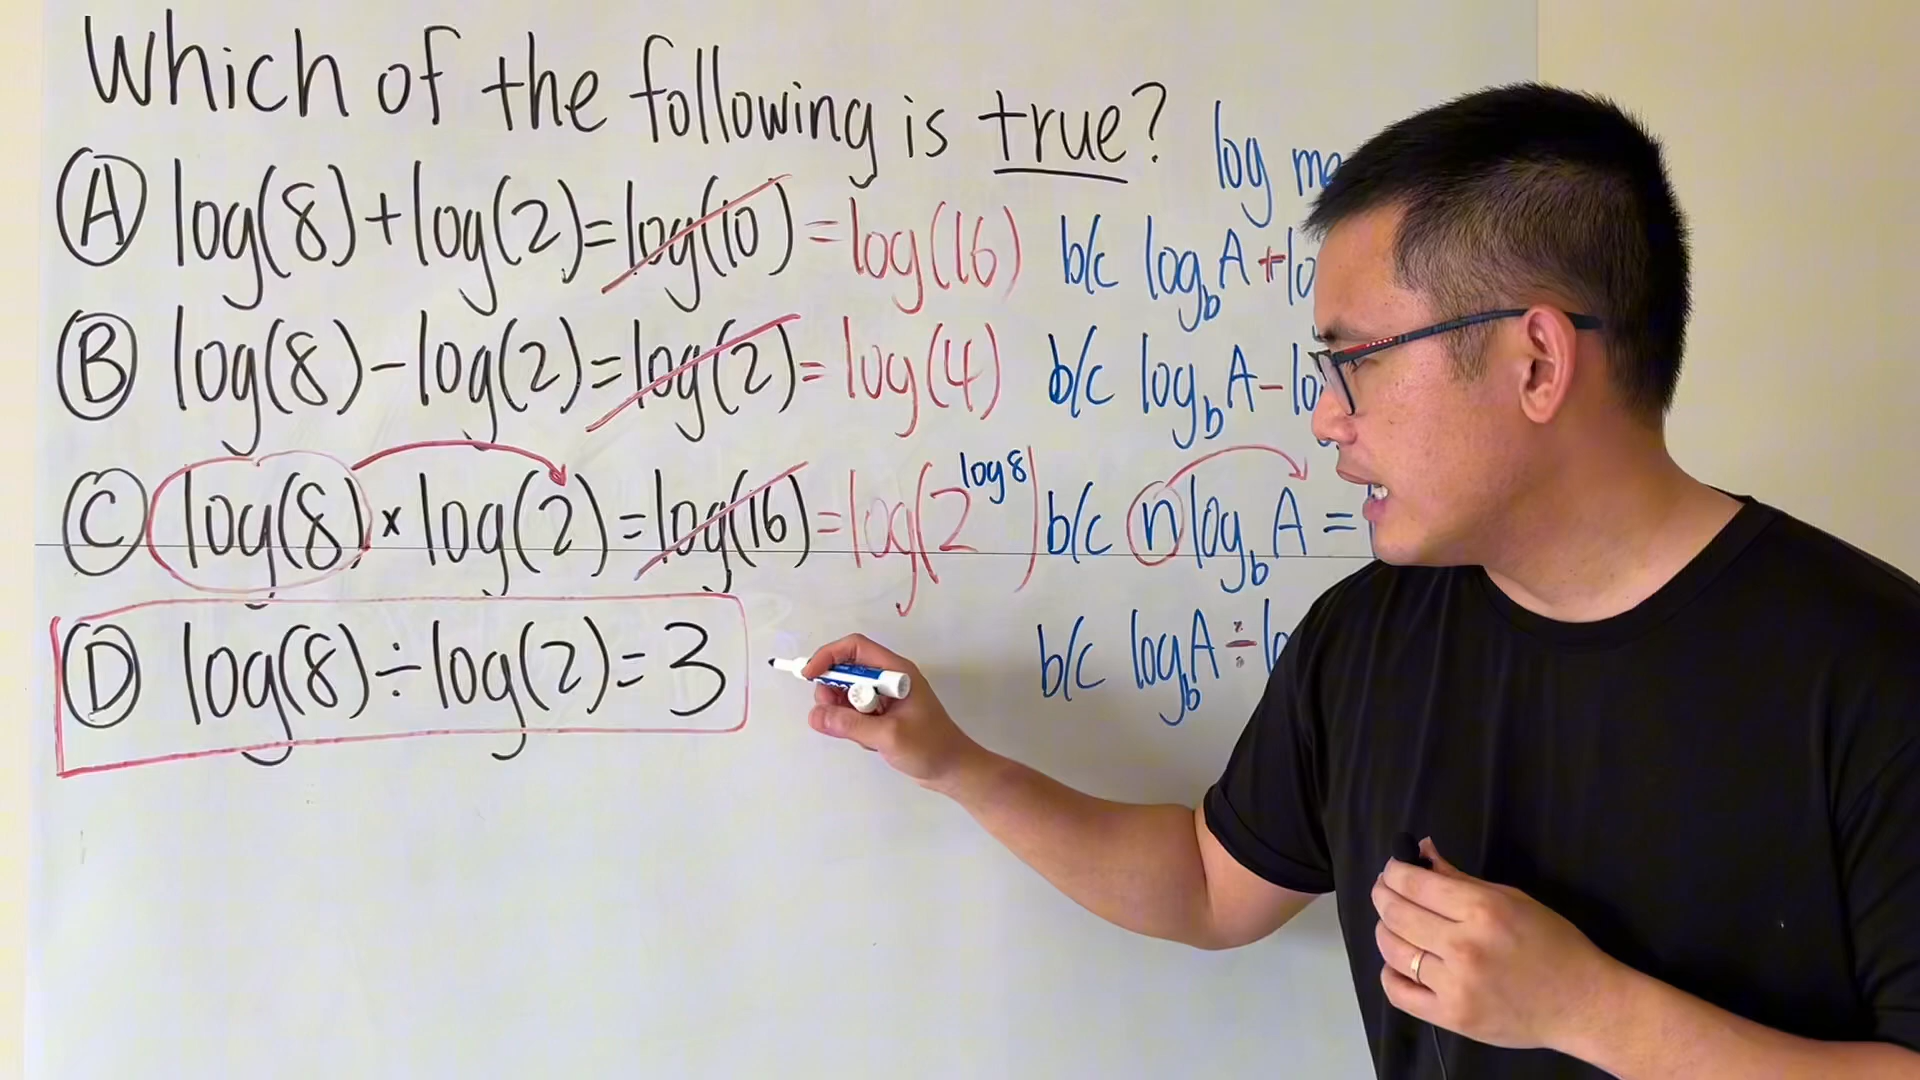 Which of the following is true?
log
Ⓐ log(8)+log(2)=log(10)=log(16) b/c log_b A+lo
Ⓑ log(8)-log(2)=log(2)=log(4) b/c log_b A-lo
Ⓒ log(8)×log(2)=log(16)=log(2^log8) b/c n log_b A =
Ⓓ log(8)÷log(2)=3 b/c log_b A÷lo